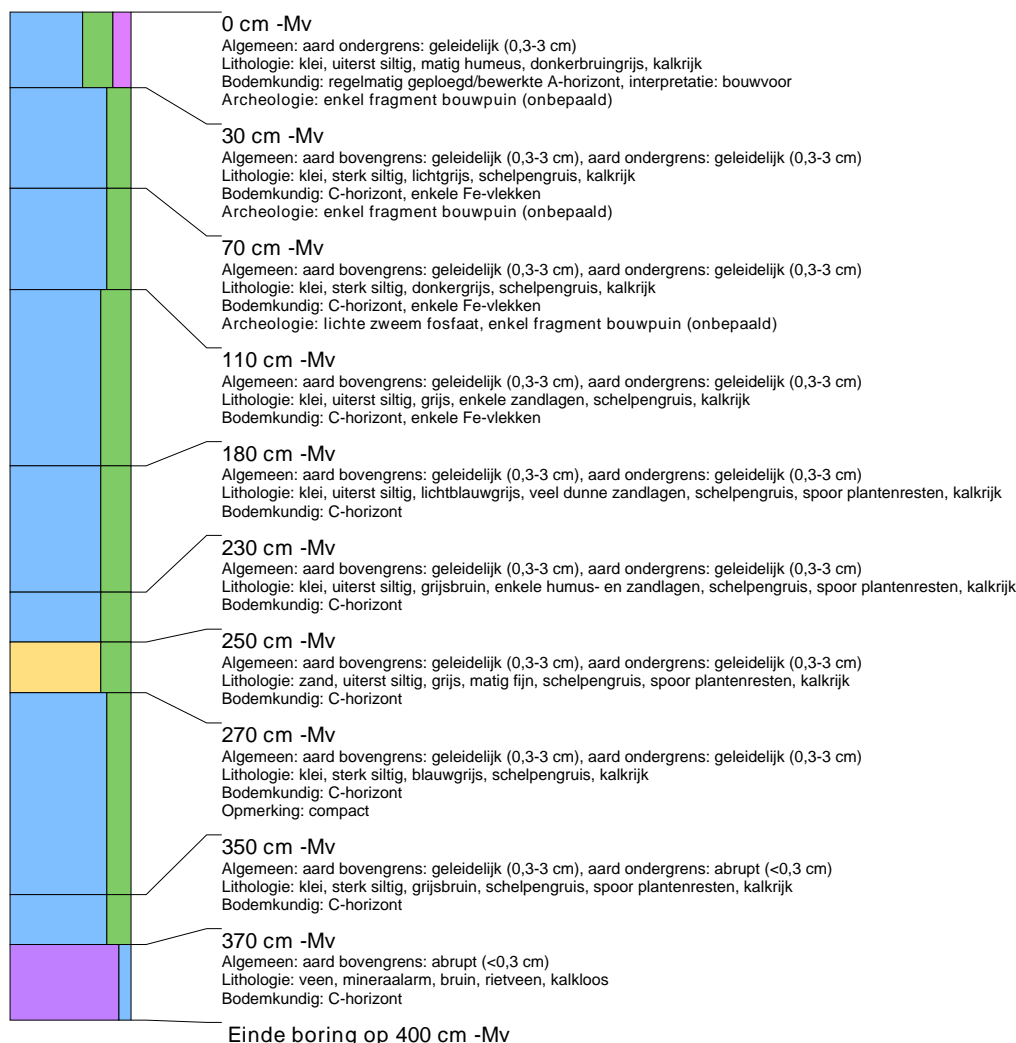 0 cm -Mv
Algemeen: aard ondergrens: geleidelijk (0,3-3 cm)
Lithologie: klei, uiterst siltig, matig humeus, donkerbruingrijs, kalkrijk
Bodemkundig: regelmatig geploegd/bewerkte A-horizont, interpretatie: bouwvoor
Archeologie: enkel fragment bouwpuin (onbepaald)
30 cm -Mv
Algemeen: aard bovengrens: geleidelijk (0,3-3 cm), aard ondergrens: geleidelijk (0,3-3 cm)
Lithologie: klei, sterk siltig, lichtgrijs, schelpengruis, kalkrijk
Bodemkundig: C-horizont, enkele Fe-vlekken
Archeologie: enkel fragment bouwpuin (onbepaald)
70 cm -Mv
Algemeen: aard bovengrens: geleidelijk (0,3-3 cm), aard ondergrens: geleidelijk (0,3-3 cm)
Lithologie: klei, sterk siltig, donkergrijs, schelpengruis, kalkrijk
Bodemkundig: C-horizont, enkele Fe-vlekken
Archeologie: lichte zweem fosfaat, enkel fragment bouwpuin (onbepaald)
110 cm -Mv
Algemeen: aard bovengrens: geleidelijk (0,3-3 cm), aard ondergrens: geleidelijk (0,3-3 cm)
Lithologie: klei, uiterst siltig, grijs, enkele zandlagen, schelpengruis, kalkrijk
Bodemkundig: C-horizont, enkele Fe-vlekken
180 cm -Mv
Algemeen: aard bovengrens: geleidelijk (0,3-3 cm), aard ondergrens: geleidelijk (0,3-3 cm)
Lithologie: klei, uiterst siltig, lichtblauwgrijs, veel dunne zandlagen, schelpengruis, spoor plantenresten, kalkrijk
Bodemkundig: C-horizont
230 cm -Mv
Algemeen: aard bovengrens: geleidelijk (0,3-3 cm), aard ondergrens: geleidelijk (0,3-3 cm)
Lithologie: klei, uiterst siltig, grijsbruin, enkele humus- en zandlagen, schelpengruis, spoor plantenresten, kalkrijk
Bodemkundig: C-horizont
250 cm -Mv
Algemeen: aard bovengrens: geleidelijk (0,3-3 cm), aard ondergrens: geleidelijk (0,3-3 cm)
Lithologie: zand, uiterst siltig, grijs, matig fijn, schelpengruis, spoor plantenresten, kalkrijk
Bodemkundig: C-horizont
270 cm -Mv
Algemeen: aard bovengrens: geleidelijk (0,3-3 cm), aard ondergrens: geleidelijk (0,3-3 cm)
Lithologie: klei, sterk siltig, blauwgrijs, schelpengruis, kalkrijk
Bodemkundig: C-horizont
Opmerking: compact
350 cm -Mv
Algemeen: aard bovengrens: geleidelijk (0,3-3 cm), aard ondergrens: abrupt (<0,3 cm)
Lithologie: klei, sterk siltig, grijsbruin, schelpengruis, spoor plantenresten, kalkrijk
Bodemkundig: C-horizont
370 cm -Mv
Algemeen: aard bovengrens: abrupt (<0,3 cm)
Lithologie: veen, mineraalarm, bruin, rietveen, kalkloos
Bodemkundig: C-horizont
Einde boring op 400 cm -Mv